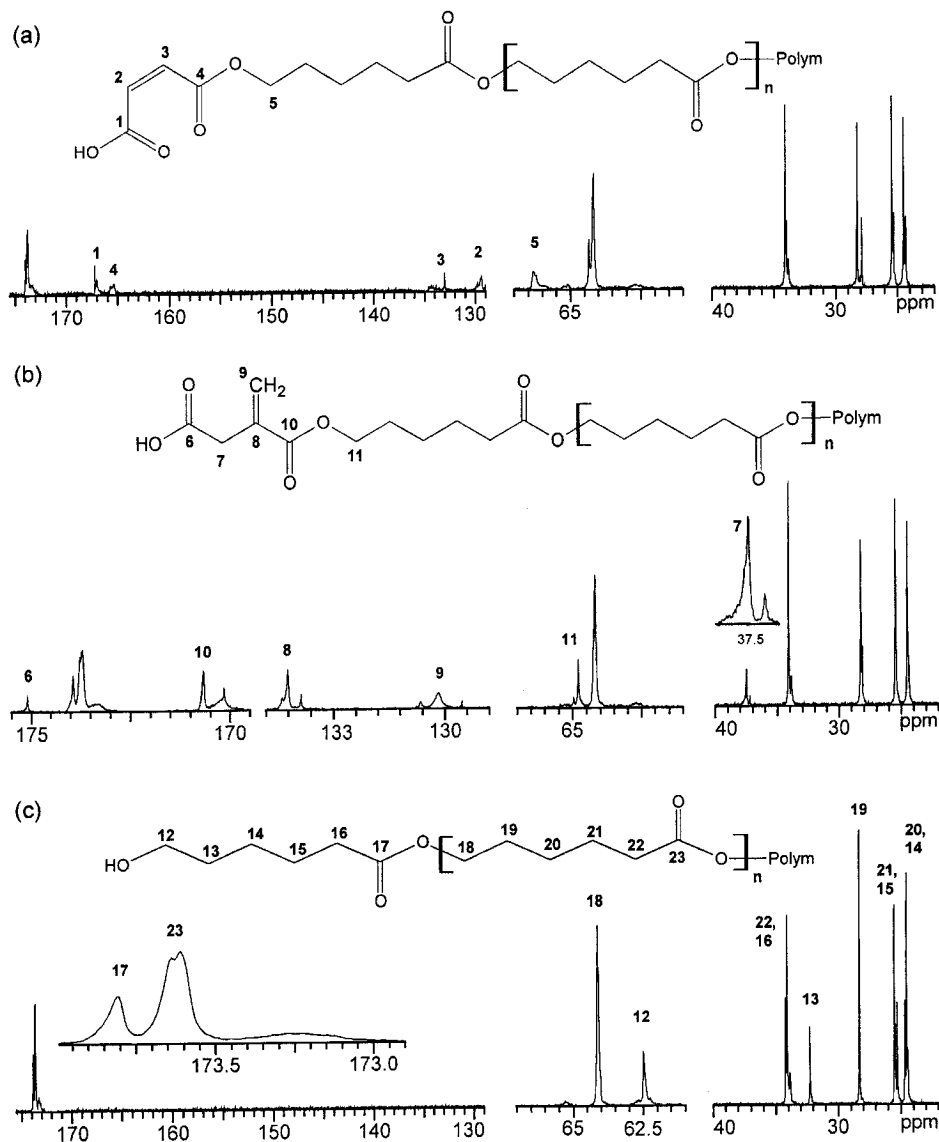 (a)
O
3
2
4
O
O
O
Polym
n
5
1
O
O
HO
O
1
4
3
2
5
170
160
150
140
130
65
40
30
ppm
(b)
9
CH2
O
O
10
O
O
O
Polym
n
HO
6
8
7
O
11
O
7
37.5
6
10
8
9
11
175
170
133
130
65
30
ppm
(c)
O
19
20,
14
12
14
16
O
19
21
HO
13
15
17
18
20
22
23
O
Polym
n
O
18
21,
15
22,
16
23
17
12
13
173.5
173.0
170
160
150
140
130
65
62.5
40
30
ppm